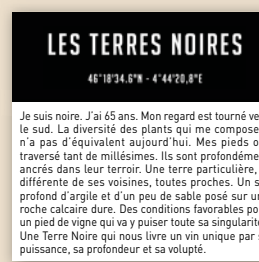 LES TERRES NOIRES
46°18'34.6"N - 4°44'20,8"E
Je suis noire. J'ai 65 ans. Mon regard est tourné ve
le sud. La diversité des plants qui me compose
n'a pas d'équivalent aujourd'hui. Mes pieds o
traversé tant de millésimes. Ils sont profondéme
ancrés dans leur terroir. Une terre particulière,
différente de ses voisines, toutes proches. Un s
profond d'argile et d'un peu de sable posé sur un
roche calcaire dure. Des conditions favorables po
un pied de vigne qui va y puiser toute sa singularit
Une Terre Noire qui nous livre un vin unique par
puissance, sa profondeur et sa volupté.